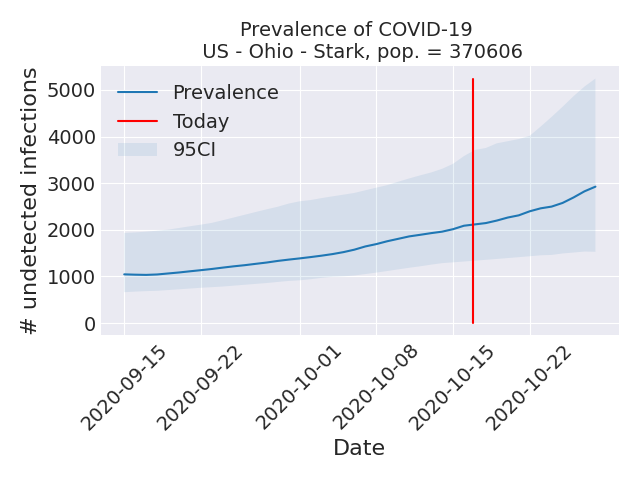 Prevalence of COVID-19
US - Ohio - Stark, pop. = 370606
# undetected infections
5000
4000
3000
2000
1000
0
Prevalence
Today
95CI
2020-09-15
2020-09-22
2020-10-01
2020-10-08
2020-10-15
2020-10-22
Date